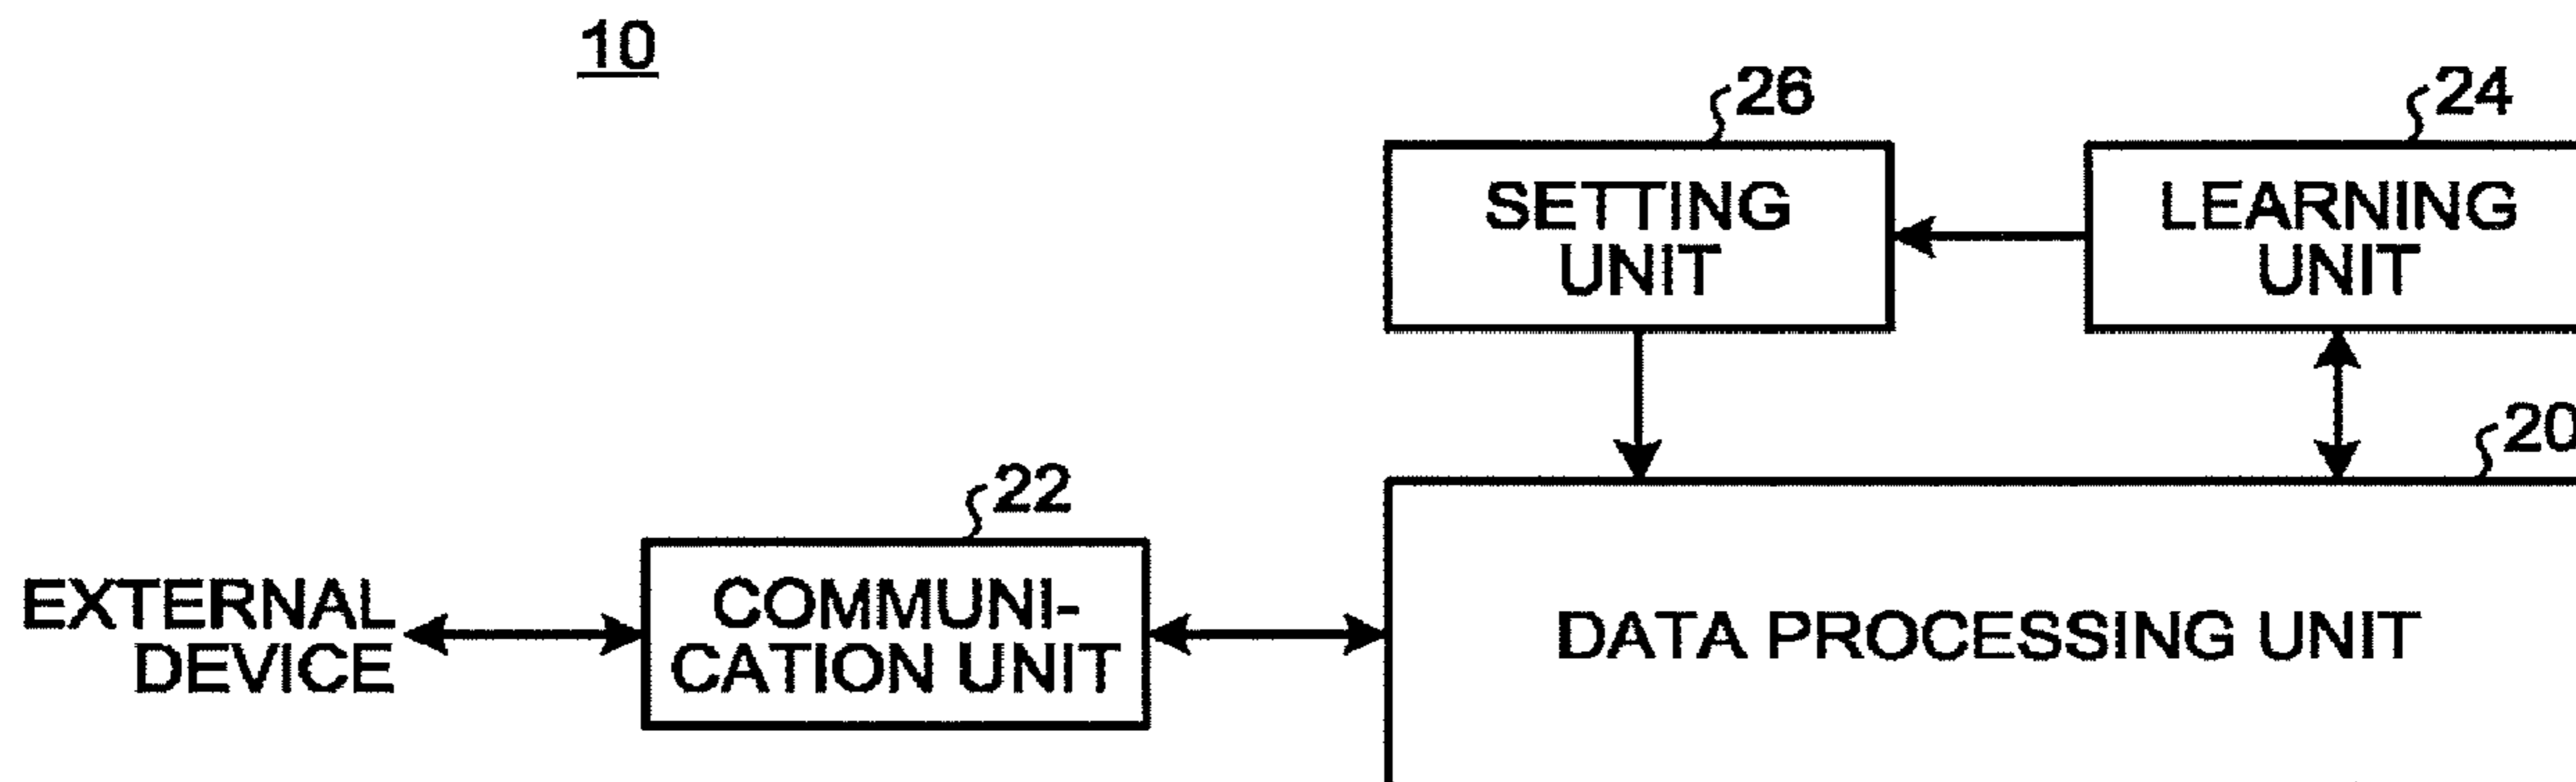 10
26
24
SETTING
UNIT
LEARNING
UNIT
20
22
EXTERNAL
DEVICE
COMMUNI-
CATION UNIT
DATA PROCESSING UNIT